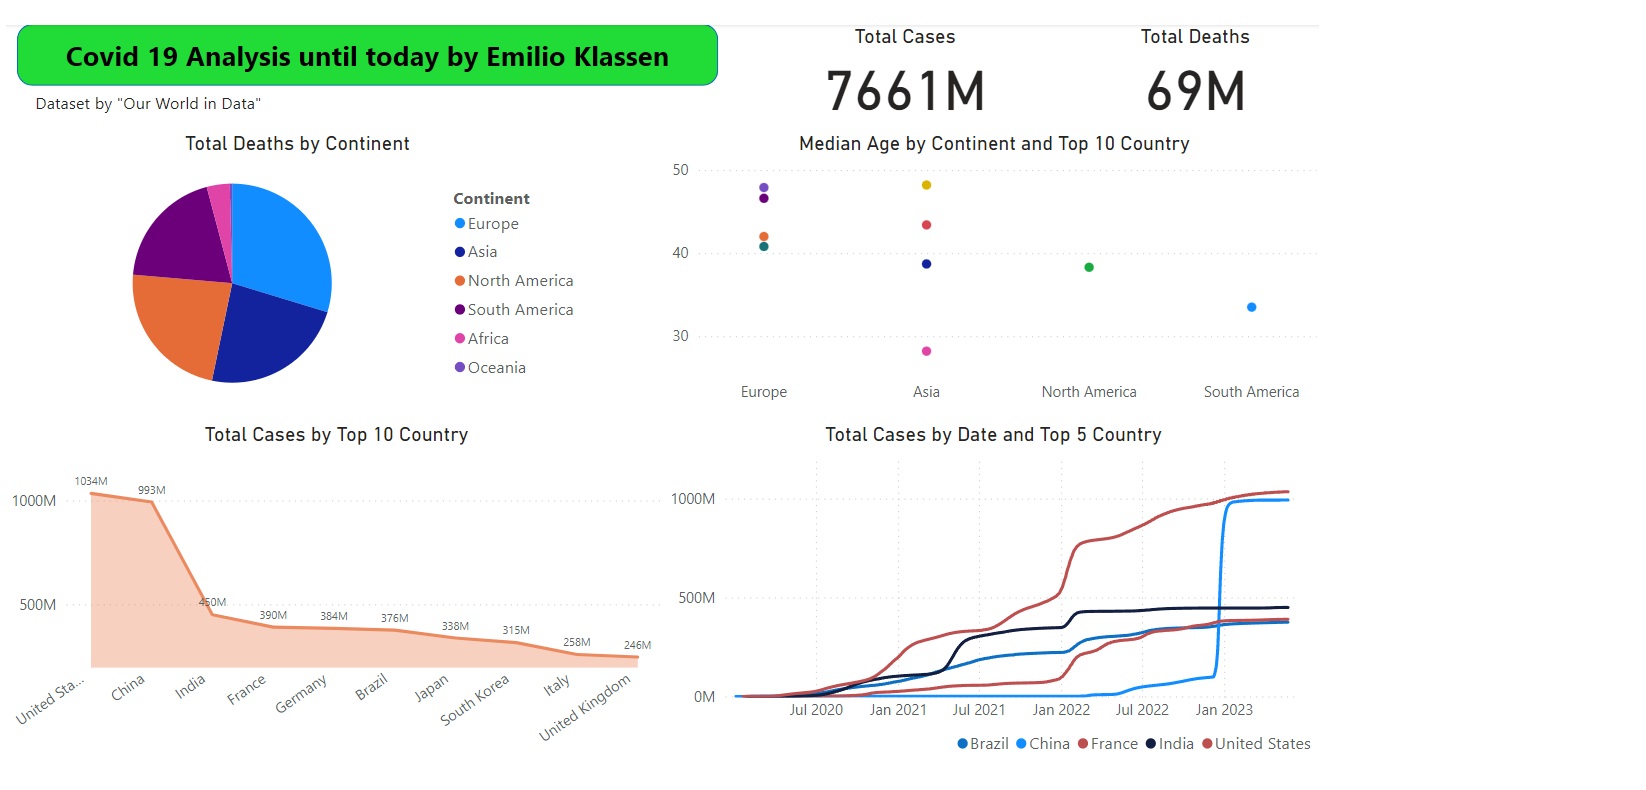 Covid 19 Analysis until today by Emilio Klassen
Dataset by "Our World in Data"
Total Cases
7661M
Total Deaths
69M
Total Deaths by Continent
Continent
Europe
Asia
North America
South America
Africa
Oceania
Median Age by Continent and Top 10 Country
50
40
30
Europe Asia North America South America
Total Cases by Top 10 Country
1000M
500M
1034M 993M 450M 390M 384M 376M 338M 315M 258M 246M
United Sta... China India France Germany Brazil Japan South Korea Italy United Kingdom
Total Cases by Date and Top 5 Country
1000M
500M
0M
Jul 2020 Jan 2021 Jul 2021 Jan 2022 Jul 2022 Jan 2023
Brazil China France India United States